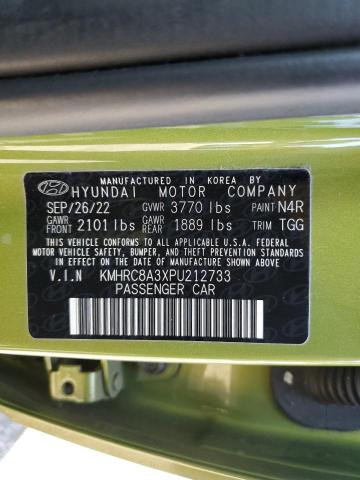 MANUFACTURED IN KOREA BY
HYUNDAI MOTOR COMPANY
SEP/26/22 GVWR 3770 lbs PAINT N4R
GAWR FRONT 2101 lbs GAWR REAR 1889 lbs TRIM TGG
THIS VEHICLE CONFORMS TO ALL APPLICABLE U.S.A. FEDERAL
MOTOR VEHICLE SAFETY, BUMPER, AND THEFT PREVENTION STANDARDS
IN EFFECT ON THE DATE OF MANUFACTURE SHOWN ABOVE.
V.I.N KMHRC8A3XPU212733
PASSENGER CAR